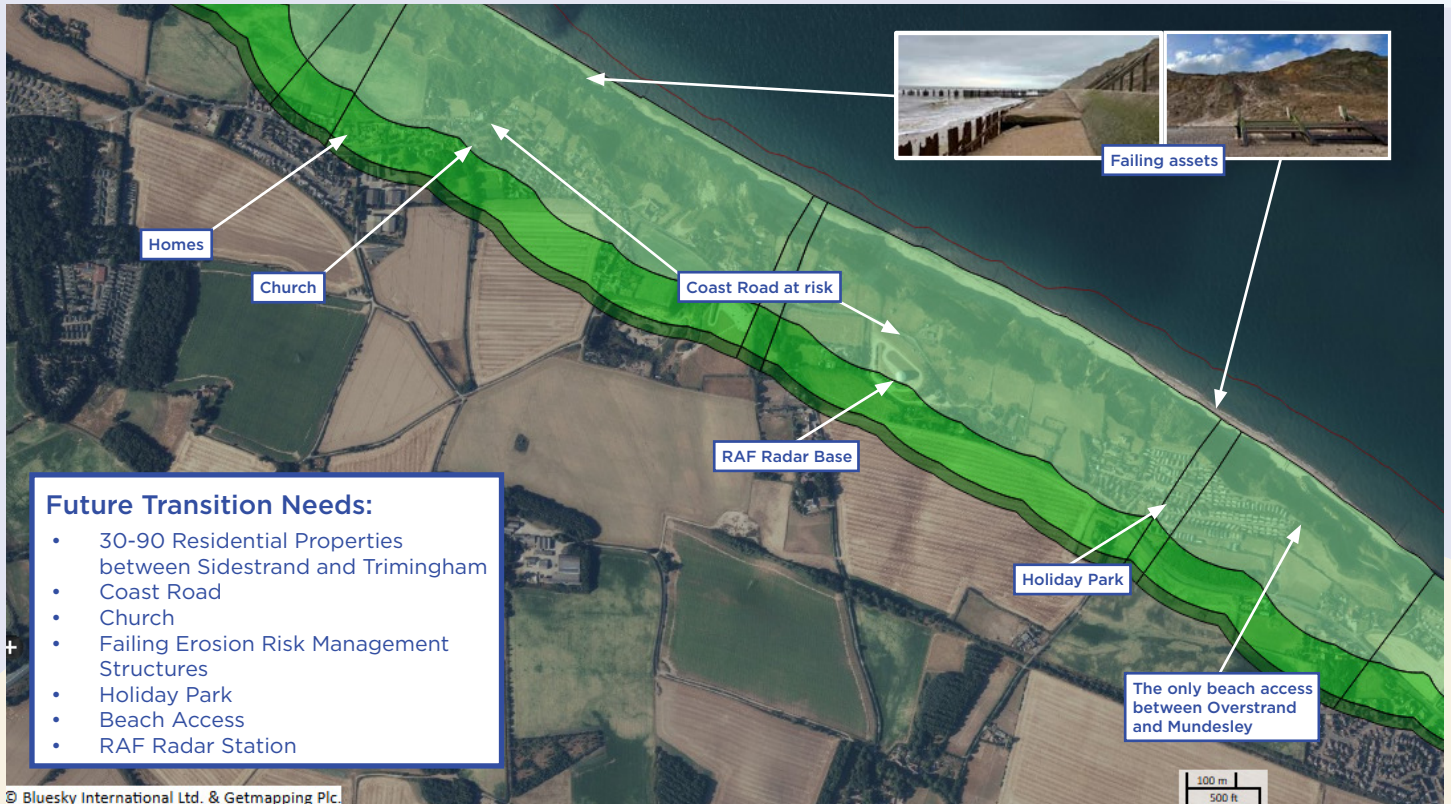 Failing assets
Homes
Church
Coast Road at risk
RAF Radar Base
Holiday Park
The only beach access
between Overstrand
and Mundesley
Future Transition Needs:
• 30-90 Residential Properties
between Sidestrand and Trimingham
• Coast Road
• Church
• Failing Erosion Risk Management
Structures
• Holiday Park
• Beach Access
• RAF Radar Station
+
100 m
500 ft
© Bluesky International Ltd. & Getmapping Plc.